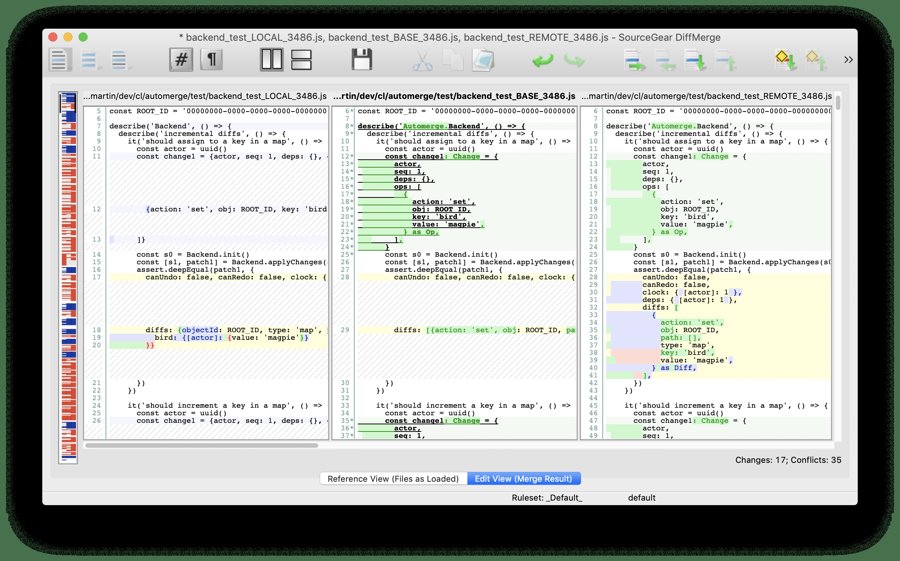 * backend_test_LOCAL_3486.js, backend_test_BASE_3486.js, backend_test_REMOTE_3486.js - SourceGear DiffMerge
# ¶
...martin/dev/cl/automerge/test/backend_test_LOCAL_3486.js
5 const ROOT_ID = '00000000-0000-0000-00000000
6
7 describe('Backend', () => {
8 describe('incremental diffs', () => {
9 it('should assign to a key in a map', () =>
10 const actor = uuid()
11 const change1 = {actor, seq: 1, deps: {},
12 {action: 'set', obj: ROOT_ID, key: 'bird
13 ]}
14 const s0 = Backend.init()
15 const [s1, patch1] = Backend.applyChanges(
16 assert.deepEqual(patch1, {
17 canUndo: false, canRedo: false, clock: {
18 diffs: {objectId: ROOT_ID, type: 'map',
19 bird: {[actor]: {value: 'magpie'}}
20 }}
21 })
22 })
23
24 it('should increment a key in a map', () =>
25 const actor = uuid()
26 const change1 = {actor, seq: 1, deps: {},
...rtin/dev/cl/automerge/test/backend_test_BASE_3486.js
6 const ROOT_ID = '00000000-0000-0000-00000000
7
8 describe('Automerge.Backend', () => {
9 describe('incremental diffs', () => {
10 it('should assign to a key in a map', () =>
11 const actor = uuid()
12 const change1: Change = {
13 actor,
14 seq: 1,
15 deps: {},
16 ops: [
17 {
18 action: 'set',
19 obj: ROOT_ID,
20 key: 'bird',
21 value: 'magpie',
22 } as Op,
23 ],
24 }
25 const s0 = Backend.init()
26 const [s1, patch1] = Backend.applyChanges(
27 assert.deepEqual(patch1, {
28 canUndo: false, canRedo: false, clock: {
29 diffs: [{action: 'set', obj: ROOT_ID, pa
30 })
31 })
32
33 it('should increment a key in a map', () =>
34 const actor = uuid()
35 const change1: Change = {
36 actor,
37 seq: 1,
...martin/dev/cl/automerge/test/backend_test_REMOTE_3486.js
6 const ROOT_ID = '00000000-0000-0000-00000000
7
8 describe('Automerge.Backend', () => {
9 describe('incremental diffs', () => {
10 it('should assign to a key in a map', () =>
11 const actor = uuid()
12 const change1: Change = {
13 actor,
14 seq: 1,
15 deps: {},
16 ops: [
17 {
18 action: 'set',
19 obj: ROOT_ID,
20 key: 'bird',
21 value: 'magpie',
22 } as Op,
23 ],
24 }
25 const s0 = Backend.init()
26 const [s1, patch1] = Backend.applyChanges(s0
27 assert.deepEqual(patch1, {
28 canUndo: false,
29 canRedo: false,
30 clock: { [actor]: 1 },
31 deps: { [actor]: 1 },
32 diffs: [
33 {
34 action: 'set',
35 obj: ROOT_ID,
36 path: [],
37 type: 'map',
38 key: 'bird',
39 value: 'magpie',
40 } as Diff,
41 ],
42 })
43 })
44
45 it('should increment a key in a map', () =>
46 const actor = uuid()
47 const change1: Change = {
48 actor,
49 seq: 1,
Changes: 17; Conflicts: 35
Reference View (Files as Loaded)
Edit View (Merge Result)
Ruleset: _Default_
default